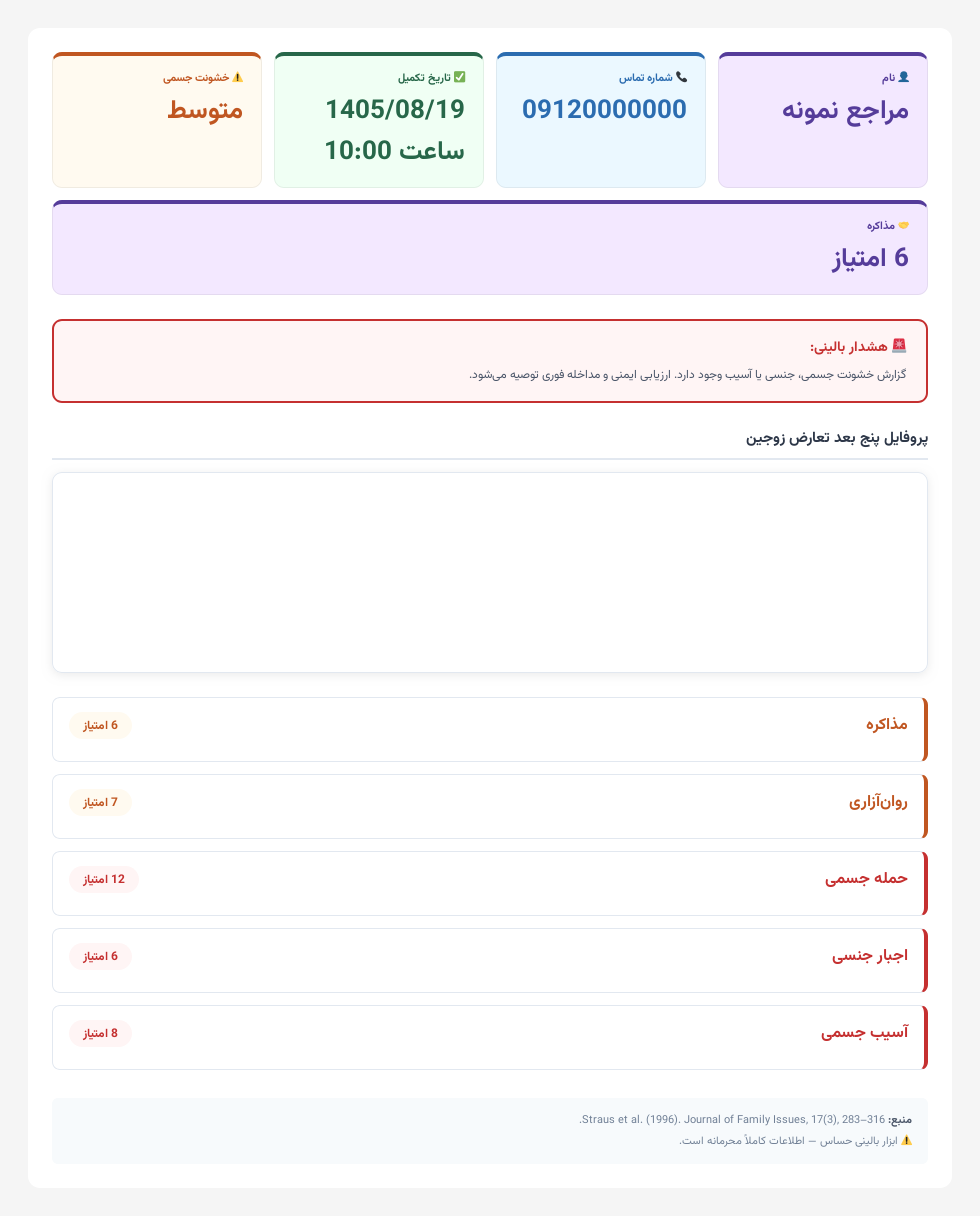 👤 نام
مراجع نمونه
📞 شماره تماس
09120000000
✅ تاریخ تکمیل
1405/08/19
ساعت 10:00
⚠️ خشونت جسمی
متوسط
🤝 مذاکره
6 امتیاز
🚨 هشدار بالینی:
گزارش خشونت جسمی، جنسی یا آسیب وجود دارد. ارزیابی ایمنی و مداخله فوری توصیه می‌شود.
پروفایل پنج بعد تعارض زوجین
مذاکره
6 امتیاز
روان‌آزاری
7 امتیاز
حمله جسمی
12 امتیاز
اجبار جنسی
6 امتیاز
آسیب جسمی
8 امتیاز
منبع: Straus et al. (1996). Journal of Family Issues, 17(3), 283–316.
⚠️ ابزار بالینی حساس — اطلاعات کاملاً محرمانه است.